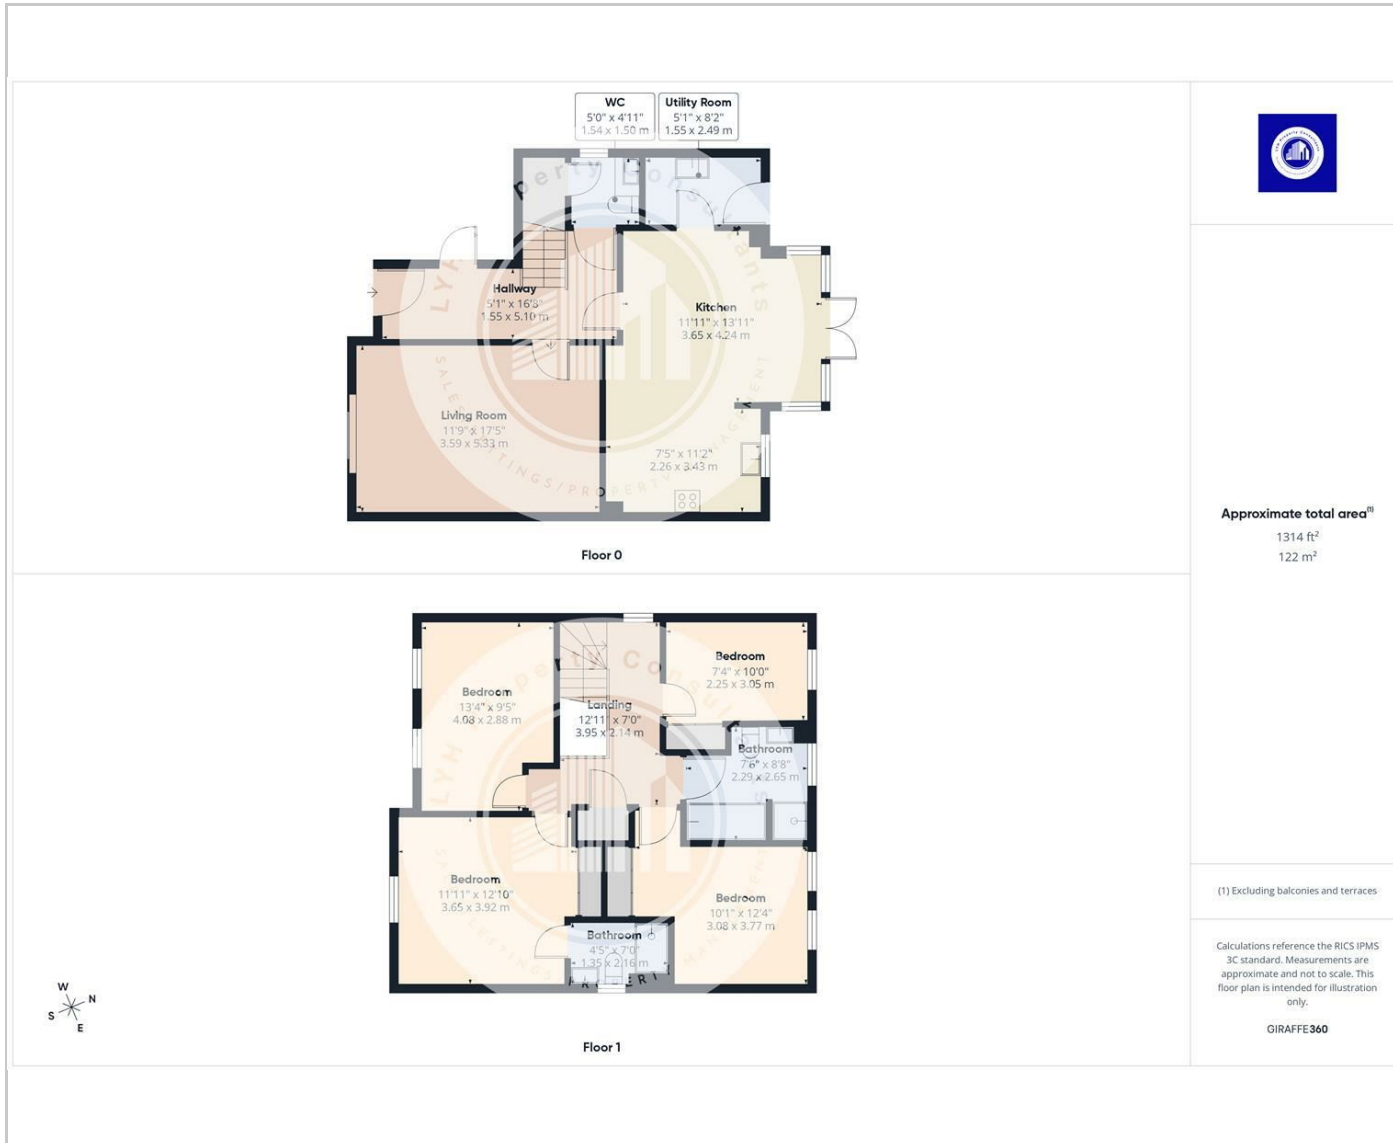 WC
5'0" x 4'11"
1.54 x 1.50 m
Utility Room
5'1" x 8'2"
1.55 x 2.49 m
Hallway
5'1" x 16'8"
1.55 x 5.10 m
Kitchen
11'11" x 13'11"
3.65 x 4.24 m
Living Room
11'9" x 17'5"
3.59 x 5.33 m
7'5" x 11'2"
2.26 x 3.43 m
Floor 0
Approximate total area(1)
1314 ft²
122 m²
Bedroom
7'4" x 10'0"
2.25 x 3.05 m
Bedroom
13'4" x 9'5"
4.08 x 2.88 m
Landing
12'11" x 7'0"
3.95 x 2.14 m
Bathroom
7'6" x 8'8"
2.29 x 2.65 m
Bedroom
11'11" x 12'10"
3.65 x 3.92 m
Bedroom
10'1" x 12'4"
3.08 x 3.77 m
Bathroom
4'5" x 7'0"
1.35 x 2.16 m
Floor 1
W
N
S
E
(1) Excluding balconies and terraces
Calculations reference the RICS IPMS
3C standard. Measurements are
approximate and not to scale. This
floor plan is intended for illustration
only.
GIRAFFE360